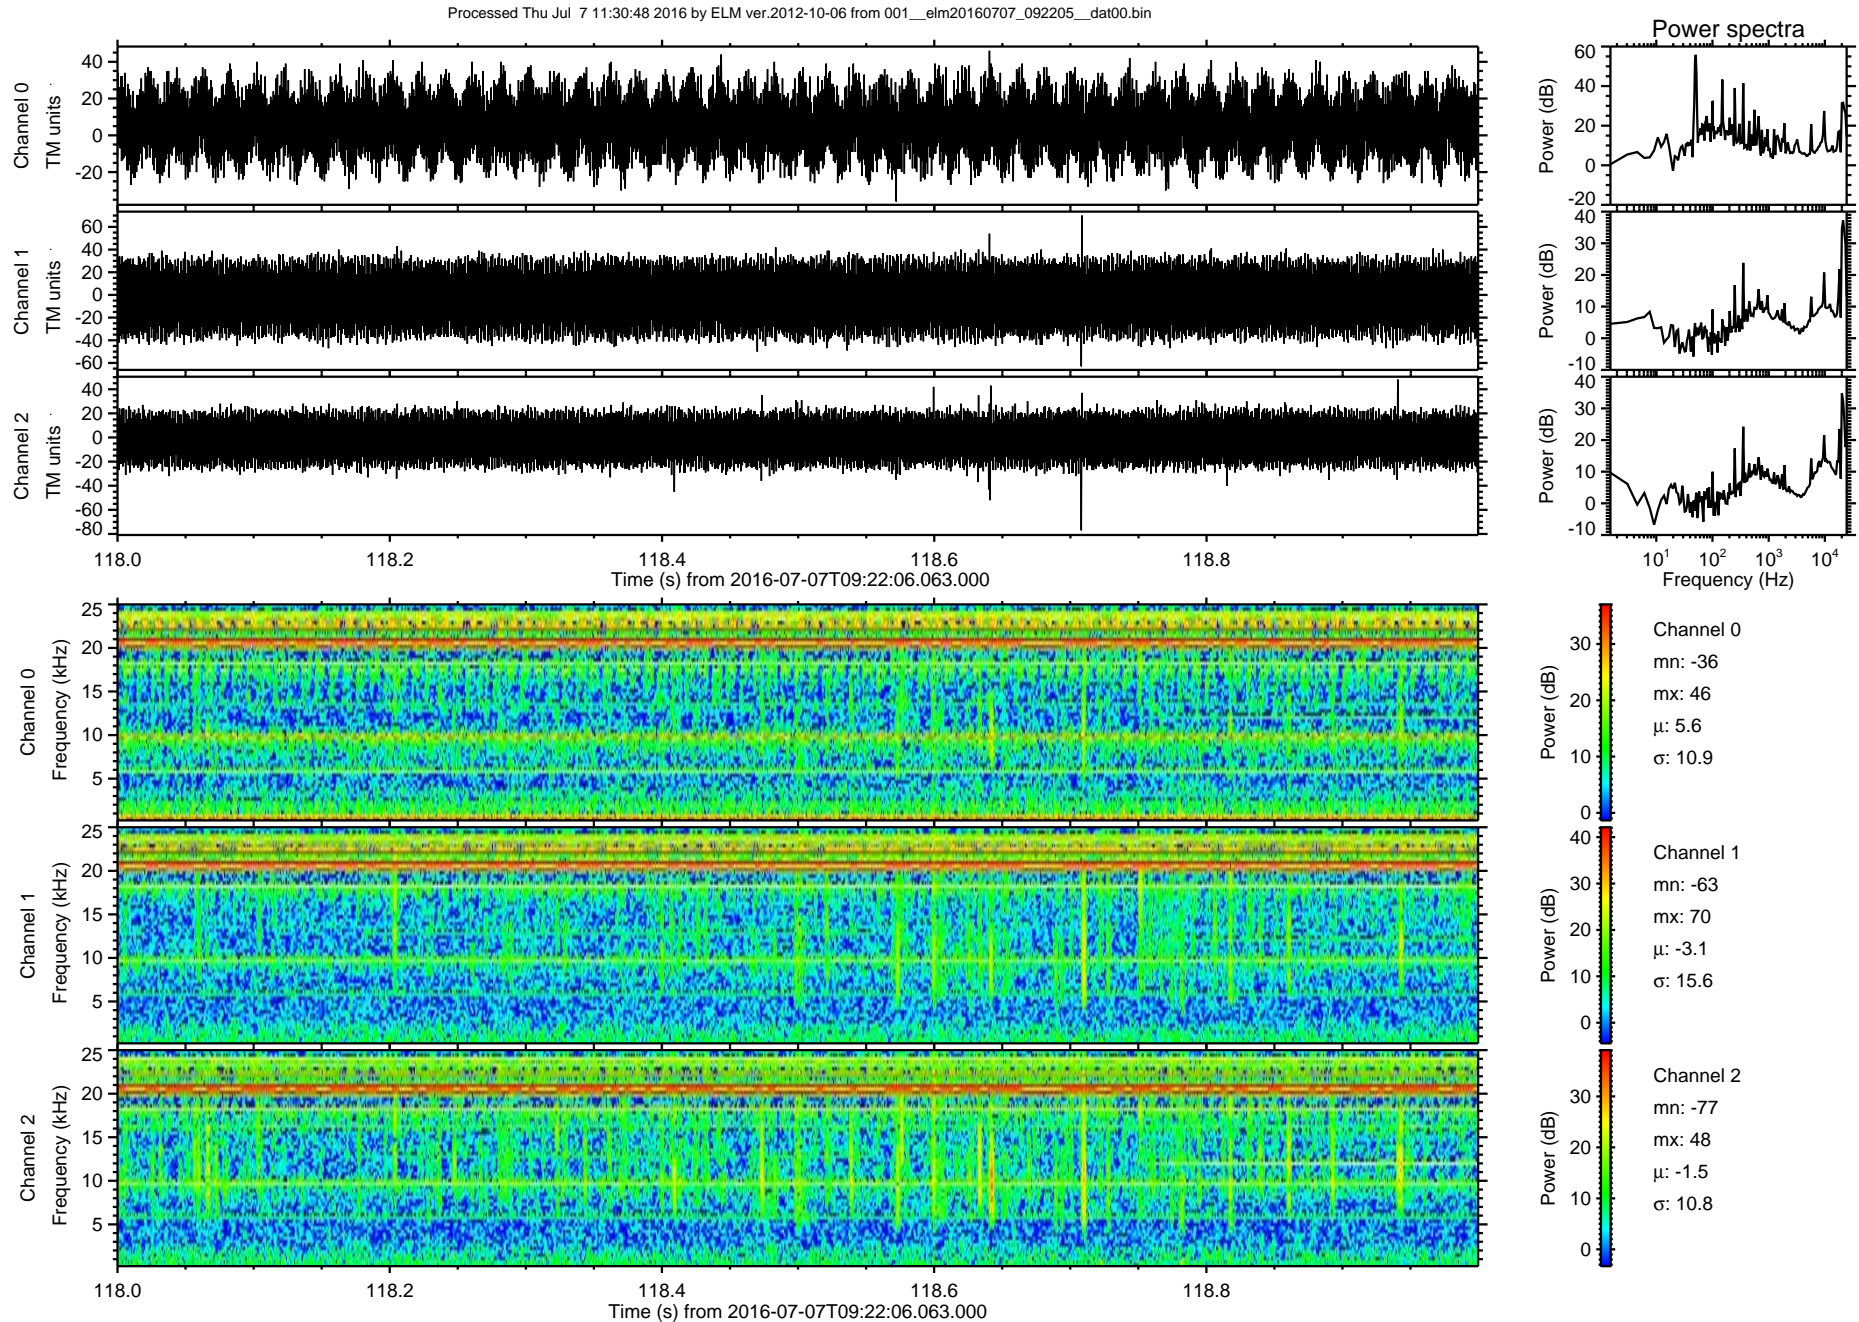 Processed Thu Jul 7 11:30:48 2016 by ELM ver.2012-10-06 from 001__elm20160707_092205__dat00.bin
Power spectra
Channel 0
TM units
40
20
0
-20
Power (dB)
60
40
20
0
-20
Channel 1
TM units
60
40
20
0
-20
-40
-60
Power (dB)
40
30
20
10
0
-10
Channel 2
TM units
40
20
0
-20
-40
-60
-80
Power (dB)
40
30
20
10
0
-10
118.0 118.2 118.4 118.6 118.8
Time (s) from 2016-07-07T09:22:06.063.000
10^1 10^2 10^3 10^4
Frequency (Hz)
Channel 0
Frequency (kHz)
25
20
15
10
5
Power (dB)
30
20
10
0
Channel 0
mn: -36
mx: 46
μ: 5.6
σ: 10.9
Channel 1
Frequency (kHz)
25
20
15
10
5
Power (dB)
40
30
20
10
0
Channel 1
mn: -63
mx: 70
μ: -3.1
σ: 15.6
Channel 2
Frequency (kHz)
25
20
15
10
5
Power (dB)
30
20
10
0
Channel 2
mn: -77
mx: 48
μ: -1.5
σ: 10.8
118.0 118.2 118.4 118.6 118.8
Time (s) from 2016-07-07T09:22:06.063.000